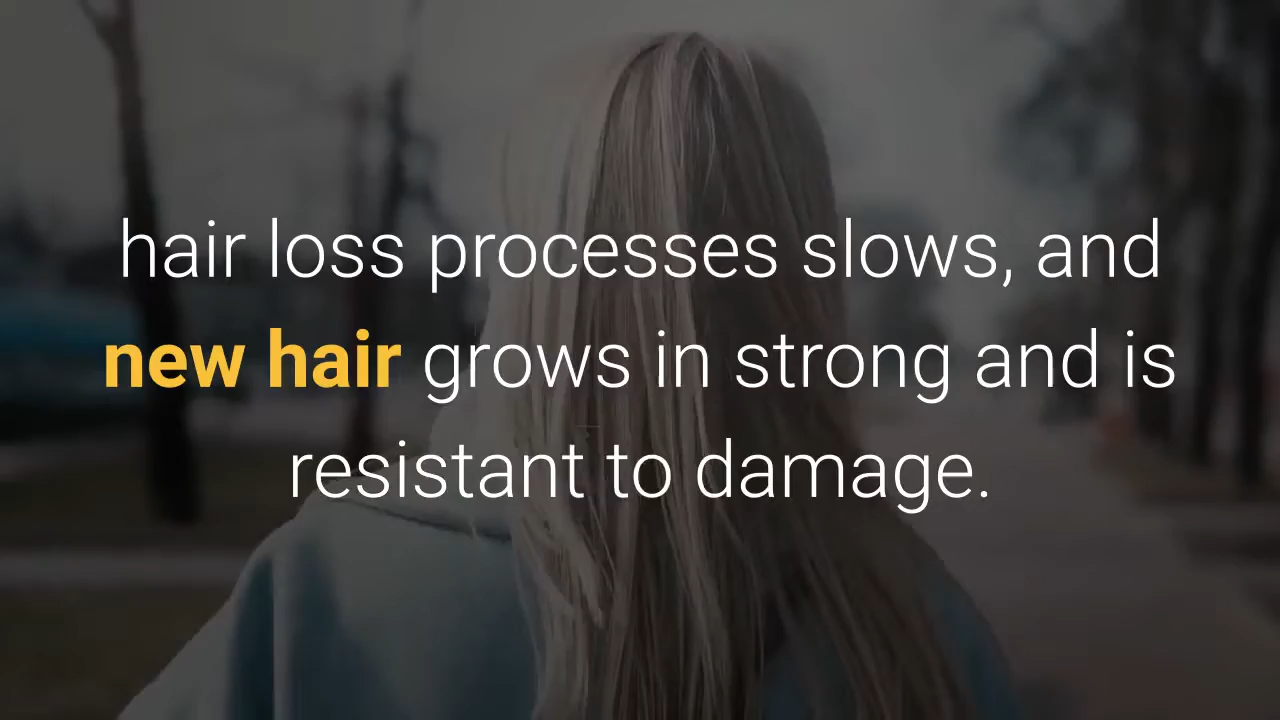 hair loss processes slows, and
new hair grows in strong and is
resistant to damage.